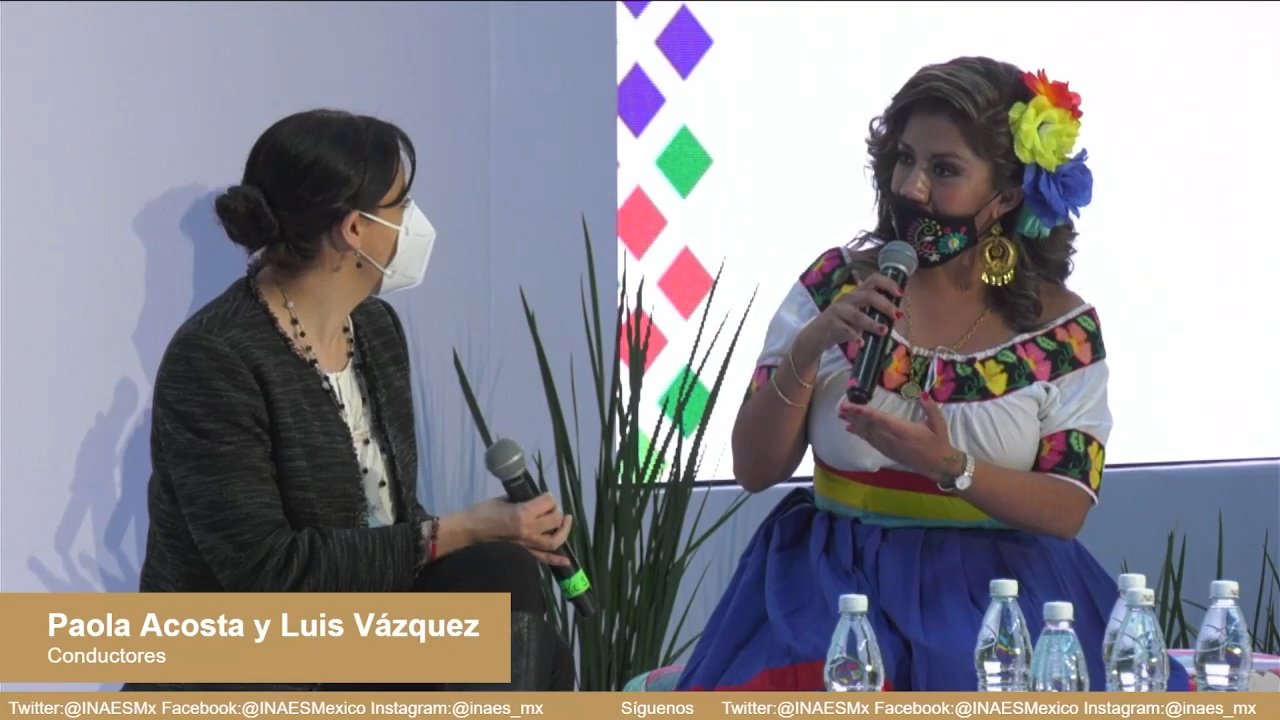 Paola Acosta y Luis Vázquez
Conductores
Twitter:@INAESMx Facebook:@INAESMexico Instagram:@inaes_mx Síguenos Twitter:@INAESMx Facebook:@INAESMexico Instagram:@inaes_mx